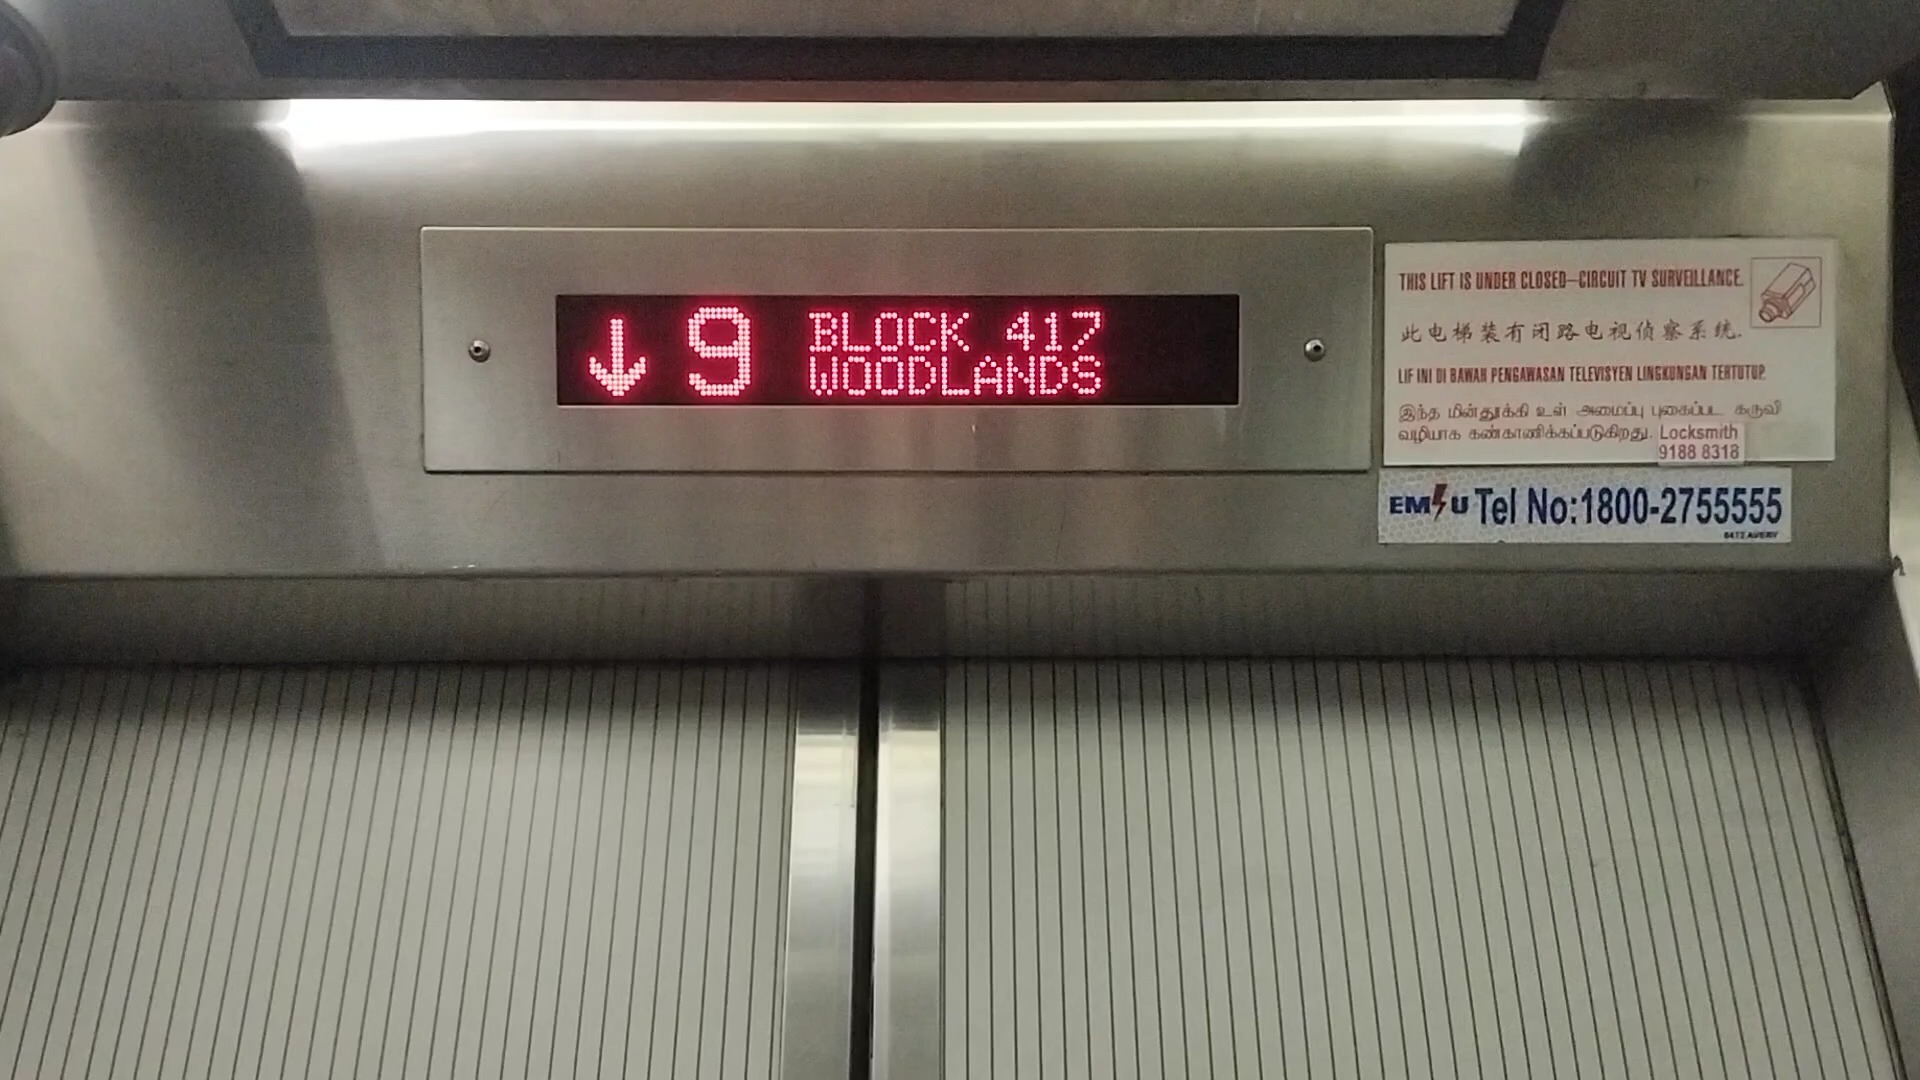 ↓ 9 BLOCK 417
WOODLANDS
THIS LIFT IS UNDER CLOSED-CIRCUIT TV SURVEILLANCE.
此电梯装有闭路电视侦察系统.
LIF INI DI BAWAH PENGAWASAN TELEVISYEN LINGKUNGAN TERTUTUP.
இந்த மின்தூக்கி உள் அமைப்பு புகைப்பட கருவி
வழியாக கண்காணிக்கப்படுகிறது.
Locksmith
9188 8318
EMSU Tel No:1800-2755555